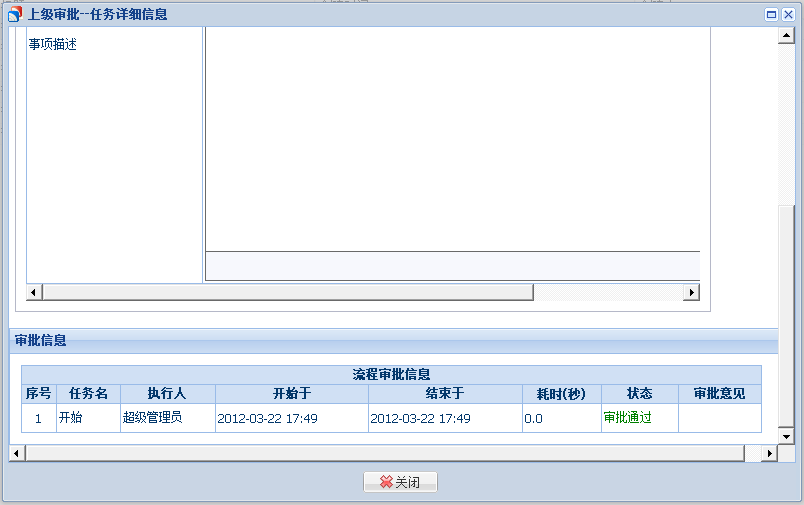 上级审批--任务详细信息
事项描述
审批信息
流程审批信息
序号 任务名 执行人 开始于 结束于 耗时(秒) 状态 审批意见
1 开始 超级管理员 2012-03-22 17:49 2012-03-22 17:49 0.0 审批通过
关闭